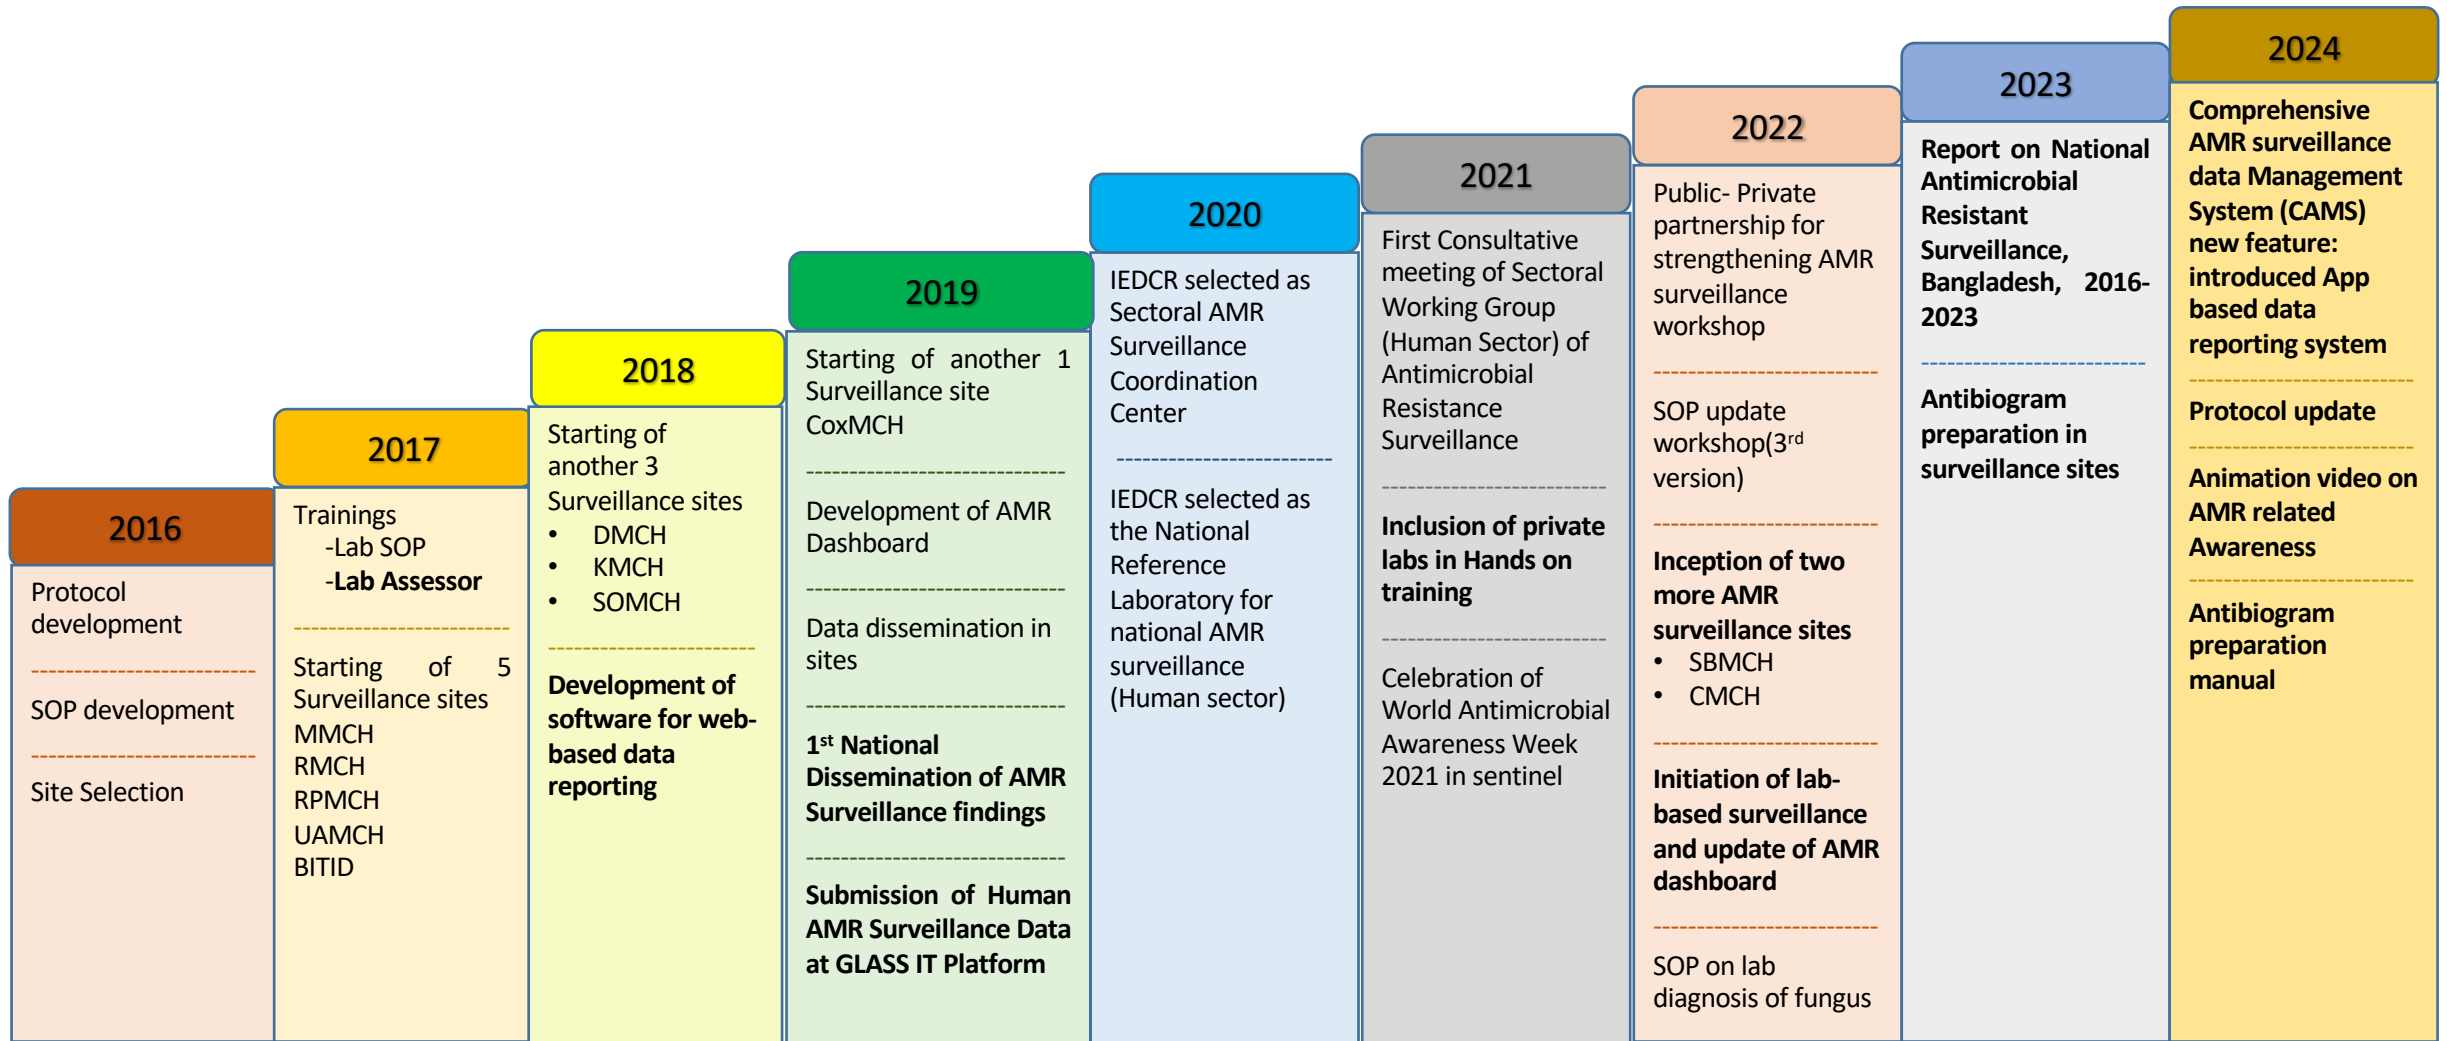 2016
Protocol
development
-------------------------
SOP development
-------------------------
Site Selection
2017
Trainings
-Lab SOP
-Lab Assessor
-------------------------
Starting of 5
Surveillance sites
MMCH
RMCH
RPMCH
UAMCH
BITID
2018
Starting of
another 3
Surveillance sites
• DMCH
• KMCH
• SOMCH
-------------------------
Development of
software for web-
based data
reporting
2019
Starting of another 1
Surveillance site
CoxMCH
-------------------------
Development of AMR
Dashboard
-------------------------
Data dissemination in
sites
-------------------------
1st National
Dissemination of AMR
Surveillance findings
-------------------------
Submission of Human
AMR Surveillance Data
at GLASS IT Platform
2020
IEDCR selected as
Sectoral AMR
Surveillance
Coordination
Center
-------------------------
IEDCR selected as
the National
Reference
Laboratory for
national AMR
surveillance
(Human sector)
2021
First Consultative
meeting of Sectoral
Working Group
(Human Sector) of
Antimicrobial
Resistance
Surveillance
-------------------------
Inclusion of private
labs in Hands on
training
-------------------------
Celebration of
World Antimicrobial
Awareness Week
2021 in sentinel
2022
Public- Private
partnership for
strengthening AMR
surveillance
workshop
-------------------------
SOP update
workshop(3rd
version)
-------------------------
Inception of two
more AMR
surveillance sites
• SBMCH
• CMCH
-------------------------
Initiation of lab-
based surveillance
and update of AMR
dashboard
-------------------------
SOP on lab
diagnosis of fungus
2023
Report on National
Antimicrobial
Resistant
Surveillance,
Bangladesh, 2016-
2023
-------------------------
Antibiogram
preparation in
surveillance sites
2024
Comprehensive
AMR surveillance
data Management
System (CAMS)
new feature:
introduced App
based data
reporting system
-------------------------
Protocol update
-------------------------
Animation video on
AMR related
Awareness
-------------------------
Antibiogram
preparation
manual